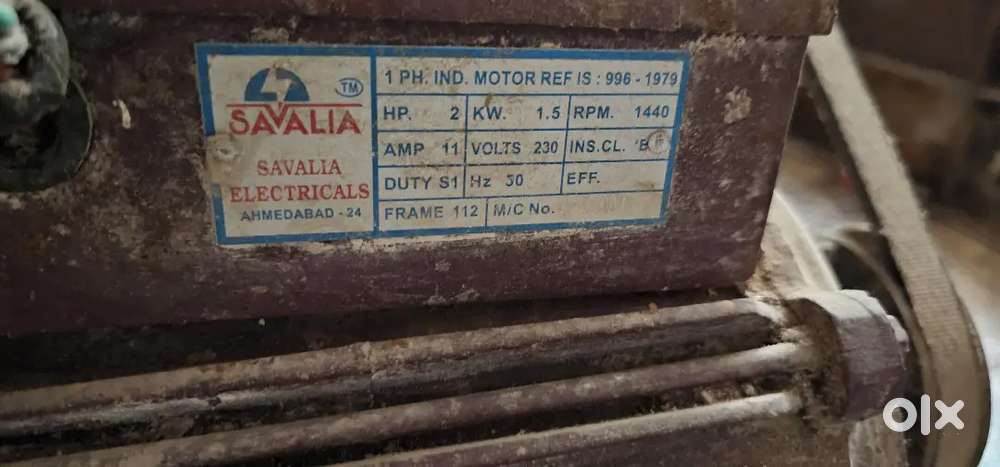 TM
SAVALIA
SAVALIA
ELECTRICALS
AHMEDABAD - 24
1 PH. IND. MOTOR REF IS : 996 - 1979
HP. 2 KW. 1.5 RPM. 1440
AMP 11 VOLTS 230 INS.CL. 'B'
DUTY S1 Hz 50 EFF.
FRAME 112 M/C No.
olx